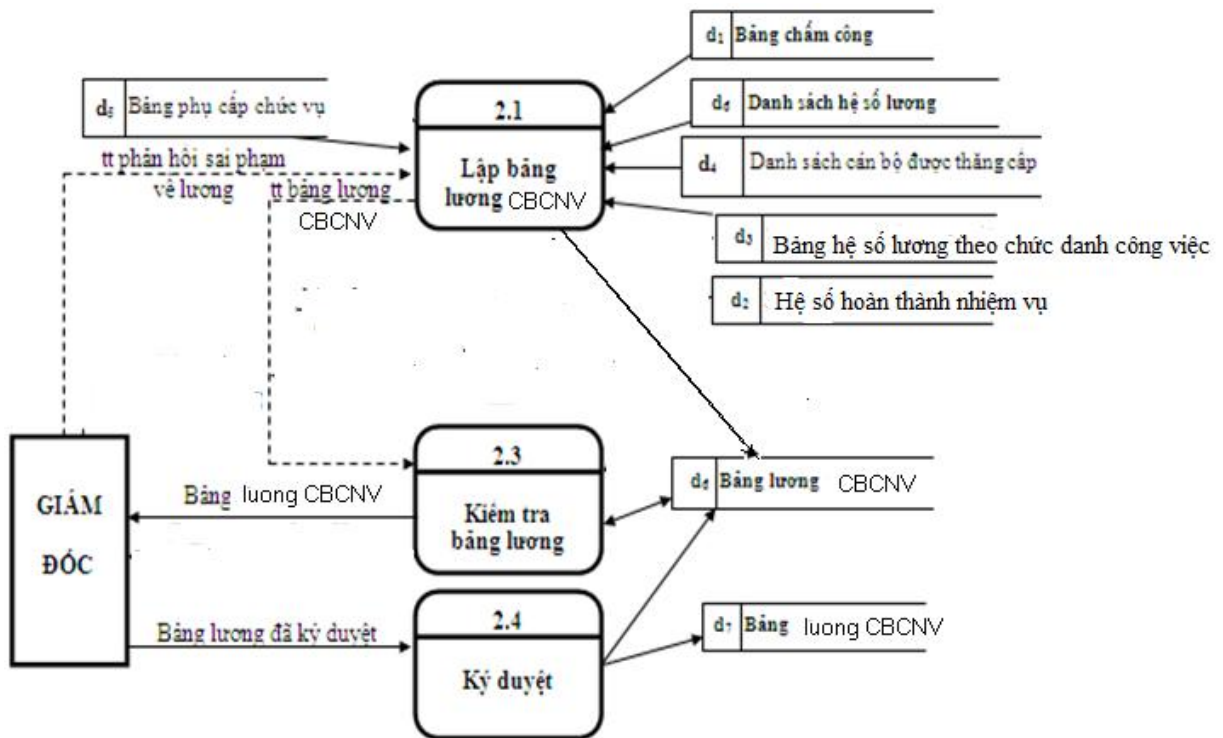 d₁ Bảng chấm công
d₅ Bảng phụ cấp chức vụ
2.1
d₆ Danh sách hệ số lương
tt phản hồi sai phạm
về lương
Lập bảng
lương CBCNV
d₄ Danh sách cán bộ được thăng cấp
tt bảng lương
CBCNV
d₃ Bảng hệ số lương theo chức danh công việc
d₂ Hệ số hoàn thành nhiệm vụ
GIÁM
ĐỐC
2.3
Kiểm tra
bảng lương
Bảng luong CBCNV
d₆ Bảng lương CBCNV
2.4
Ký duyệt
Bảng lương đã ký duyệt
d₇ Bảng luong CBCNV